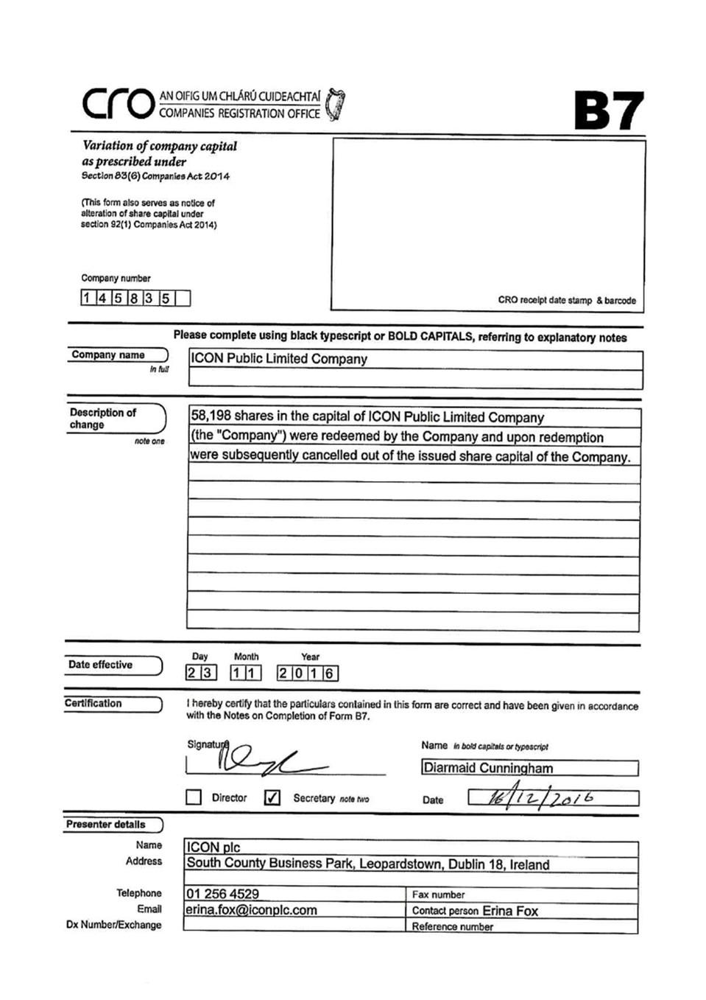 cro AN OIFIG UM CHLÁRÚ CUIDEACHTAÍ
COMPANIES REGISTRATION OFFICE
B7
Variation of company capital
as prescribed under
Section 83(6) Companies Act 2014
(This form also serves as notice of
alteration of share capital under
section 92(1) Companies Act 2014)
Company number
145835
CRO receipt date stamp & barcode
Please complete using black typescript or BOLD CAPITALS, referring to explanatory notes
Company name
in full
ICON Public Limited Company
Description of
change
note one
58,198 shares in the capital of ICON Public Limited Company
(the "Company") were redeemed by the Company and upon redemption
were subsequently cancelled out of the issued share capital of the Company.
Date effective
Day Month Year
23 11 2016
Certification
I hereby certify that the particulars contained in this form are correct and have been given in accordance
with the Notes on Completion of Form B7.
Signature
Name in bold capitals or typescript
Diarmaid Cunningham
Director Secretary note two
Date 16/12/2016
Presenter details
Name ICON plc
Address South County Business Park, Leopardstown, Dublin 18, Ireland
Telephone 01 256 4529 Fax number
Email erina.fox@iconplc.com Contact person Erina Fox
Dx Number/Exchange Reference number